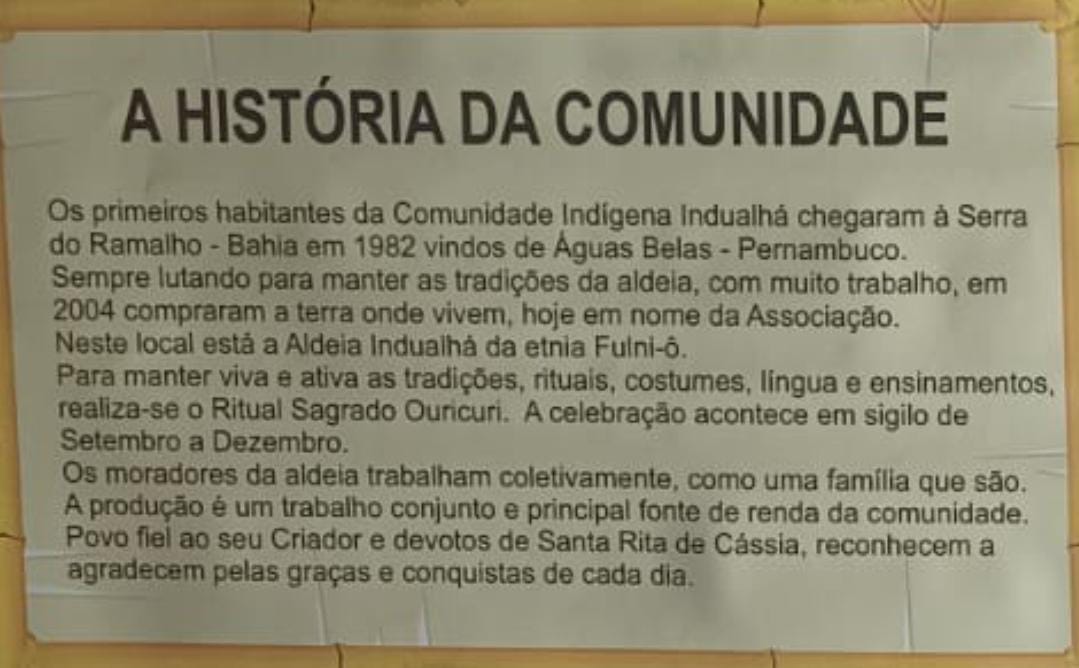 A HISTÓRIA DA COMUNIDADE
Os primeiros habitantes da Comunidade Indígena Indualhá chegaram à Serra
do Ramalho - Bahia em 1982 vindos de Águas Belas - Pernambuco.
Sempre lutando para manter as tradições da aldeia, com muito trabalho, em
2004 compraram a terra onde vivem, hoje em nome da Associação.
Neste local está a Aldeia Indualhá da etnia Fulni-ô.
Para manter viva e ativa as tradições, rituais, costumes, língua e ensinamentos,
realiza-se o Ritual Sagrado Ouricuri. A celebração acontece em sigilo de
Setembro a Dezembro.
Os moradores da aldeia trabalham coletivamente, como uma família que são.
A produção é um trabalho conjunto e principal fonte de renda da comunidade.
Povo fiel ao seu Criador e devotos de Santa Rita de Cássia, reconhecem a
agradecem pelas graças e conquistas de cada dia.